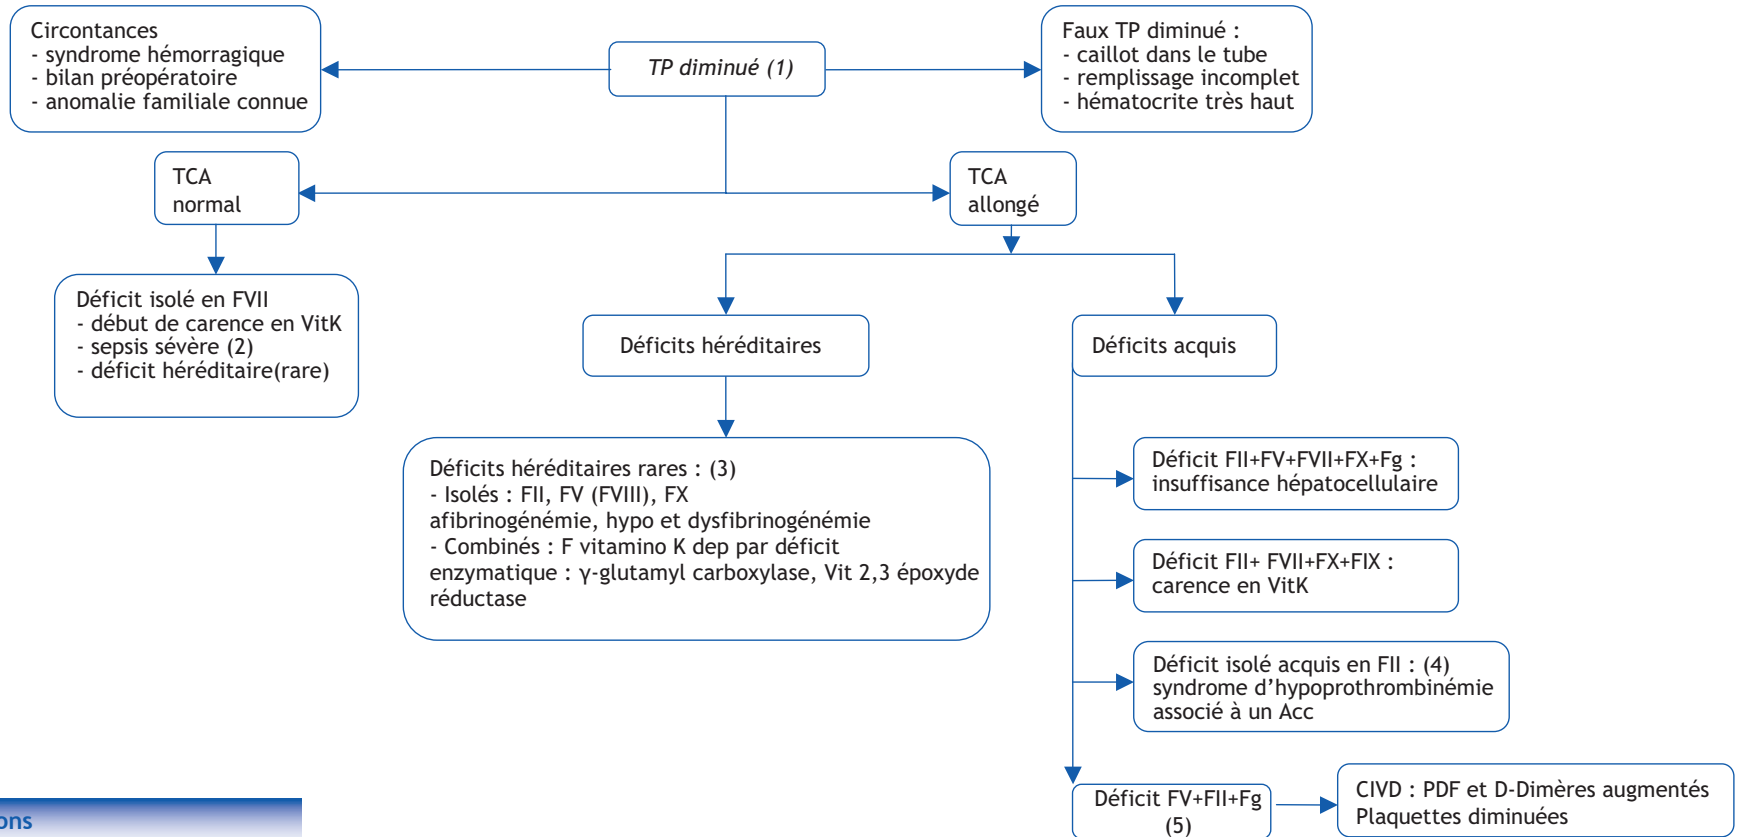 Circontances
- syndrome hémorragique
- bilan préopératoire
- anomalie familiale connue
TP diminué (1)
Faux TP diminué :
- caillot dans le tube
- remplissage incomplet
- hématocrite très haut
TCA
normal
TCA
allongé
Déficit isolé en FVII
- début de carence en VitK
- sepsis sévère (2)
- déficit héréditaire(rare)
Déficits héréditaires
Déficits acquis
Déficits héréditaires rares : (3)
- Isolés : FII, FV (FVIII), FX
afibrinogénémie, hypo et dysfibrinogénémie
- Combinés : F vitamino K dep par déficit
enzymatique : γ-glutamyl carboxylase, Vit 2,3 époxyde
réductase
Déficit FII+FV+FVII+FX+Fg :
insuffisance hépatocellulaire
Déficit FII+ FVII+FX+FIX :
carence en VitK
Déficit isolé acquis en FII : (4)
syndrome d’hypoprothrombinémie
associé à un Acc
Déficit FV+FII+Fg
(5)
CIVD : PDF et D-Dimères augmentés
Plaquettes diminuées
ons